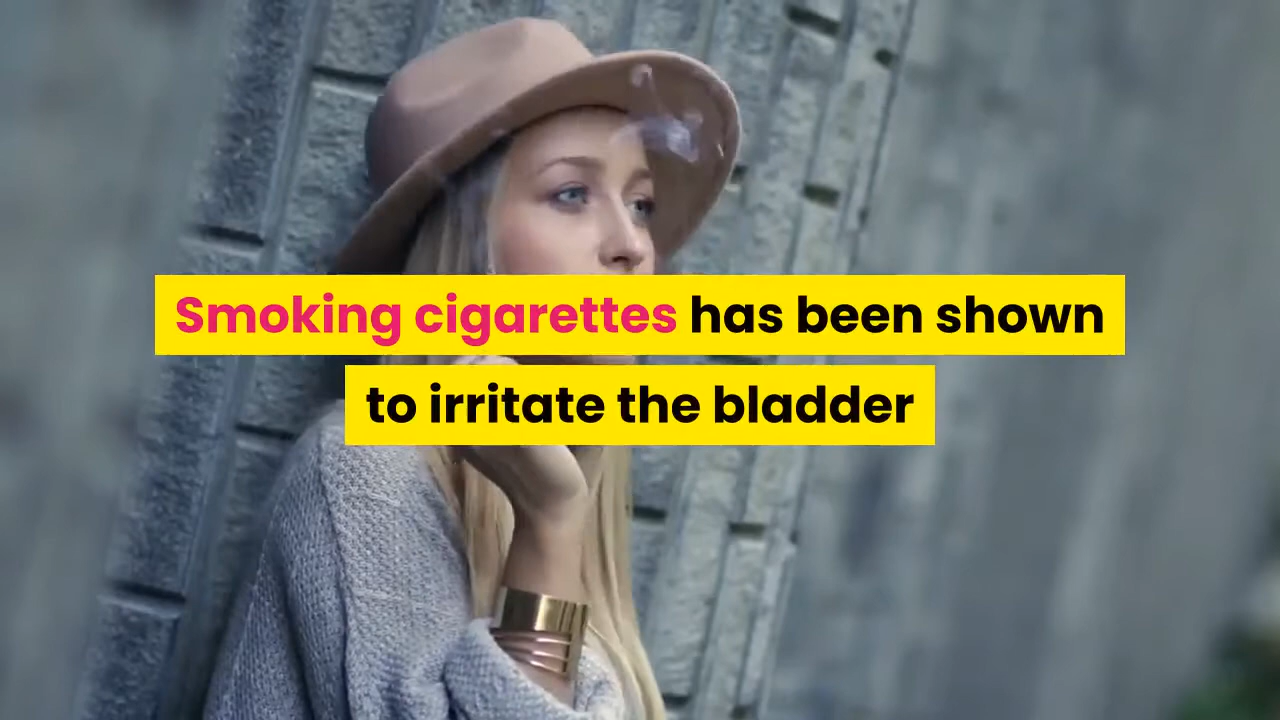 Smoking cigarettes has been shown
to irritate the bladder